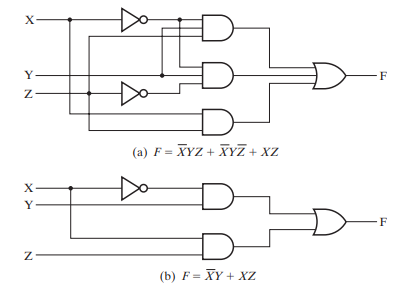 X
Y
Z
F
(a) F = X̅YZ + X̅YZ̅ + XZ
X
Y
Z
F
(b) F = X̅Y + XZ